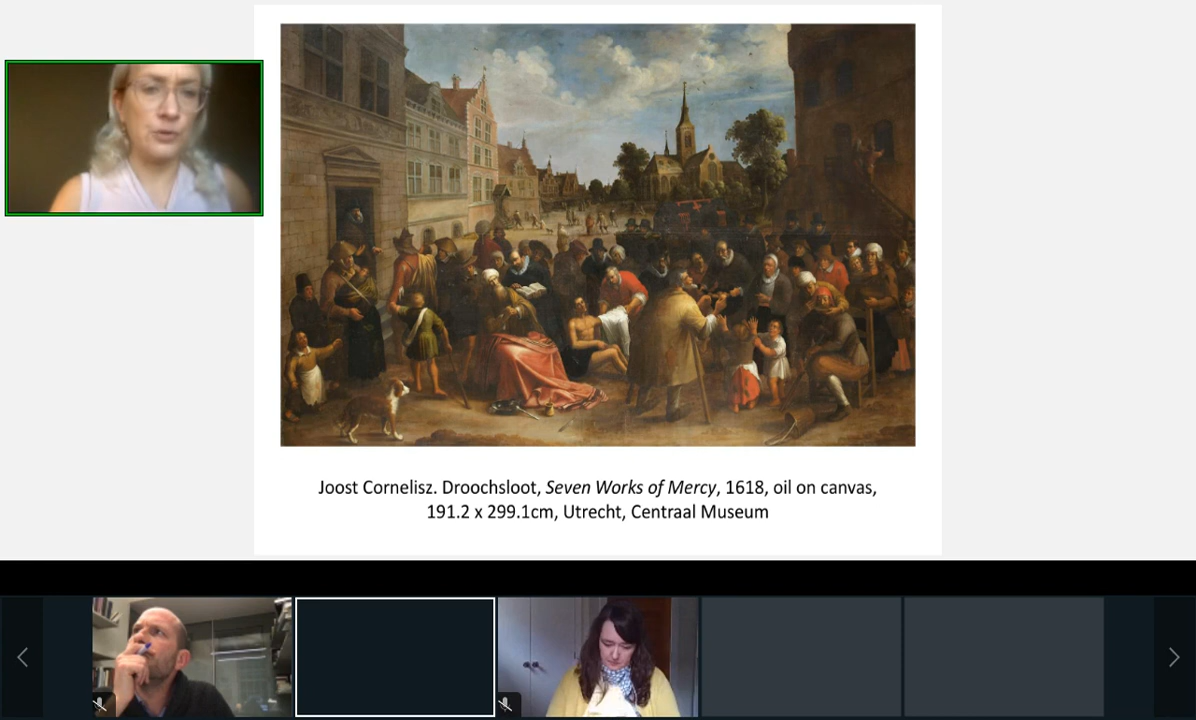 Joost Cornelisz. Droochsloot, Seven Works of Mercy, 1618, oil on canvas,
191.2 x 299.1cm, Utrecht, Centraal Museum